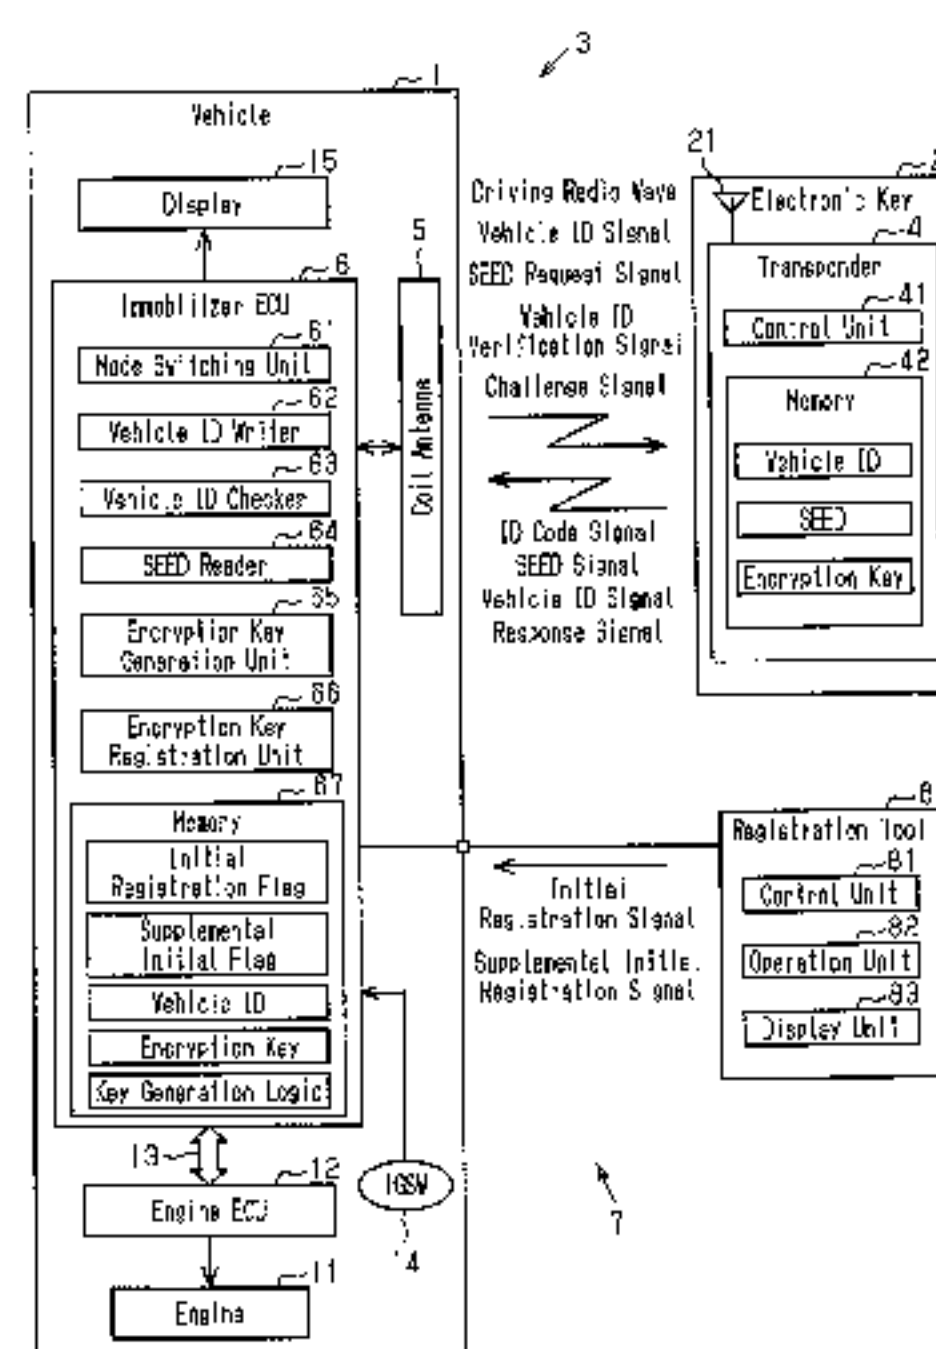 3
1
Vehicle
15
Display
6
Immobilizer ECU
61
Mode Switching Unit
62
Vehicle ID Writer
63
Vehicle ID Checker
64
SEED Reader
65
Encryption Key
Generation Unit
66
Encryption Key
Registration Unit
67
Memory
Initial
Registration Flag
Supplemental
Initial Flag
Vehicle ID
Encryption Key
Key Generation Logic
13
12
Engine ECU
11
Engine
IGSW
14
5
Coil Antenna
Driving Radio Wave
Vehicle ID Signal
SEED Request Signal
Vehicle ID
Verification Signal
Challenge Signal
ID Code Signal
SEED Signal
Vehicle ID Signal
Response Signal
21
2
Electronic Key
4
Transponder
41
Control Unit
42
Memory
Vehicle ID
SEED
Encryption Key
Initial
Registration Signal
Supplemental Initial
Registration Signal
8
Registration Tool
81
Control Unit
82
Operation Unit
83
Display Unit
7